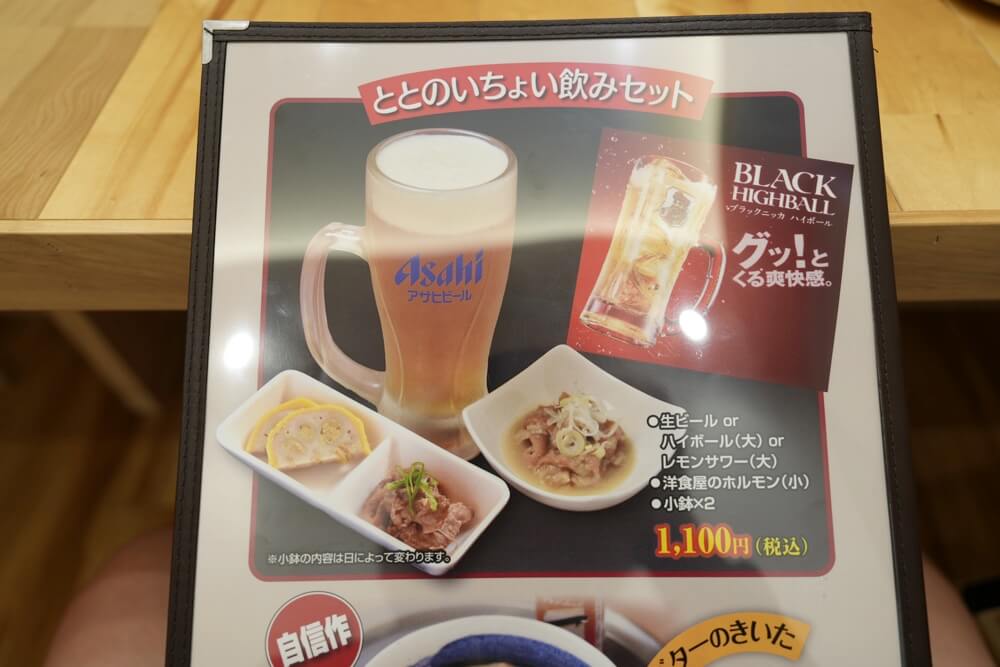 ととのいちょい飲みセット
Asahi
アサヒビール
BLACK
HIGHBALL
ブラックニッカ ハイボール
グッ!と
くる爽快感。
●生ビール or
ハイボール(大) or
レモンサワー(大)
●洋食屋のホルモン(小)
●小鉢×2
1,100円(税込)
※小鉢の内容は日によって変わります。
自信作
ターのきいた